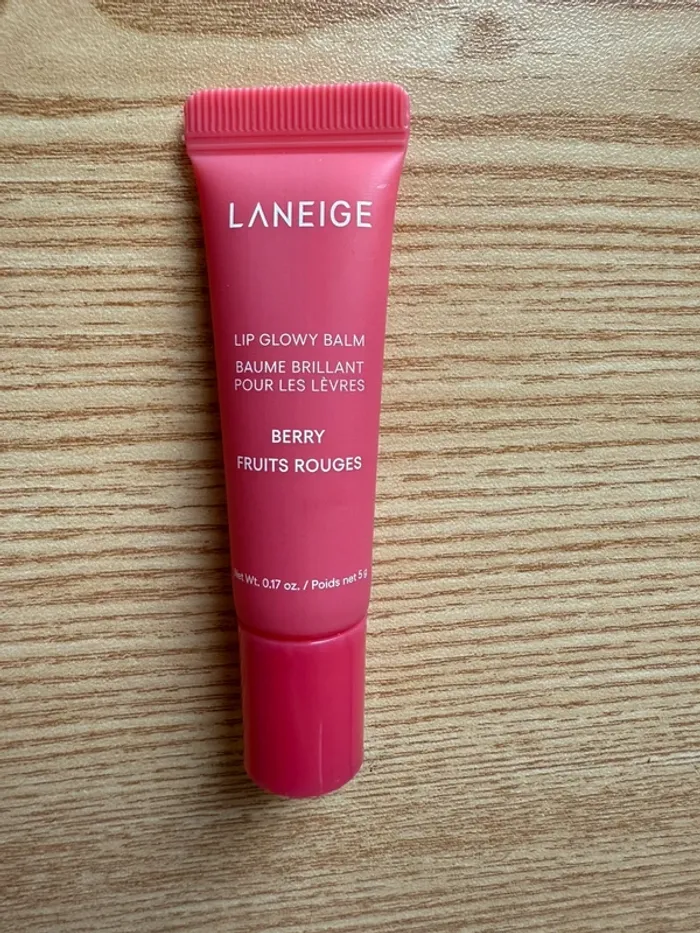 LANEIGE
LIP GLOWY BALM
BAUME BRILLANT
POUR LES LÈVRES
BERRY
FRUITS ROUGES
Net Wt. 0.17 oz. / Poids net 5 g